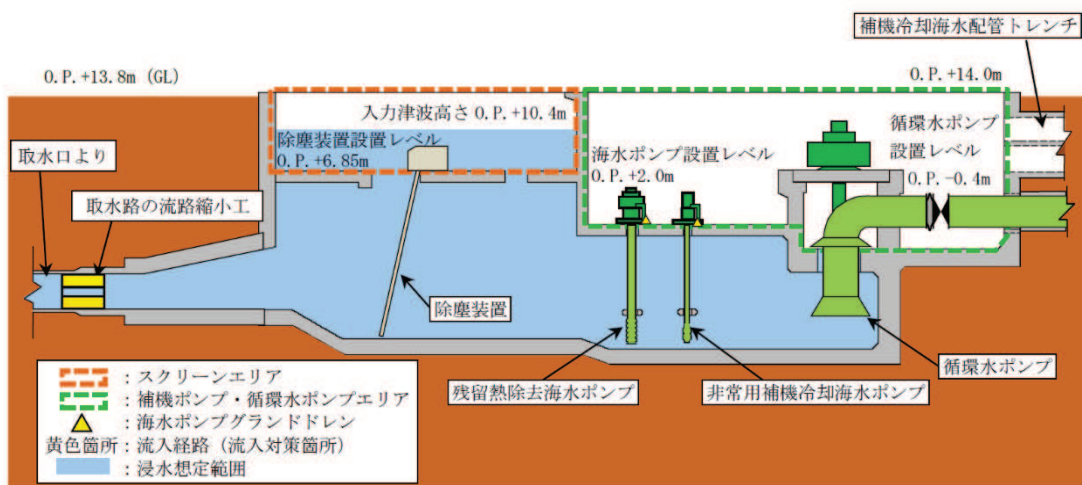 補機冷却海水配管トレンチ
O.P.+13.8m (GL)
O.P.+14.0m
入力津波高さ O.P.+10.4m
除塵装置設置レベル
O.P.+6.85m
海水ポンプ設置レベル
O.P.+2.0m
循環水ポンプ
設置レベル
O.P.-0.4m
取水口より
取水路の流路縮小工
除塵装置
残留熱除去海水ポンプ
非常用補機冷却海水ポンプ
循環水ポンプ
:スクリーンエリア
:補機ポンプ・循環水ポンプエリア
:海水ポンプグランドドレン
黄色箇所:流入経路(流入対策箇所)
:浸水想定範囲